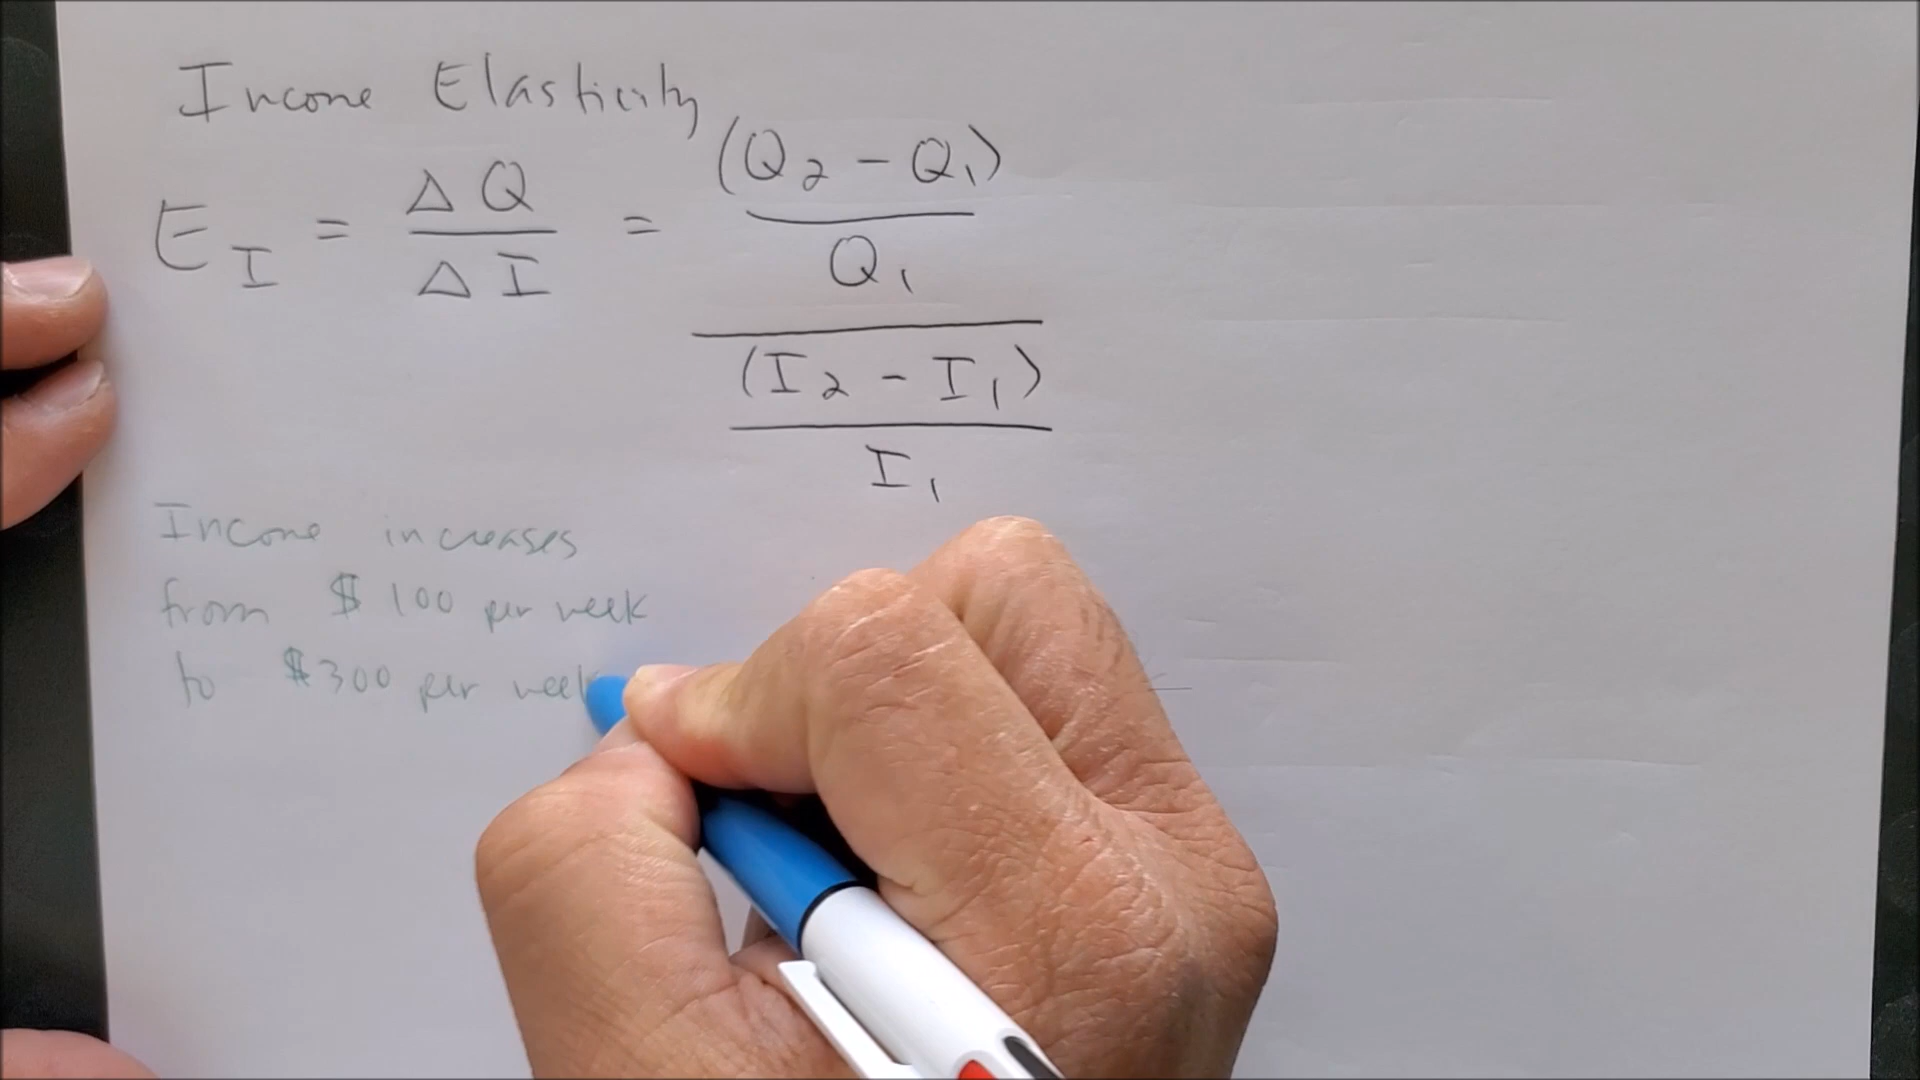 Income Elasticity
E_I = ΔQ / ΔI = ((Q2 - Q1) / Q1) / ((I2 - I1) / I1)
Income increases
from $100 per week
to $300 per week